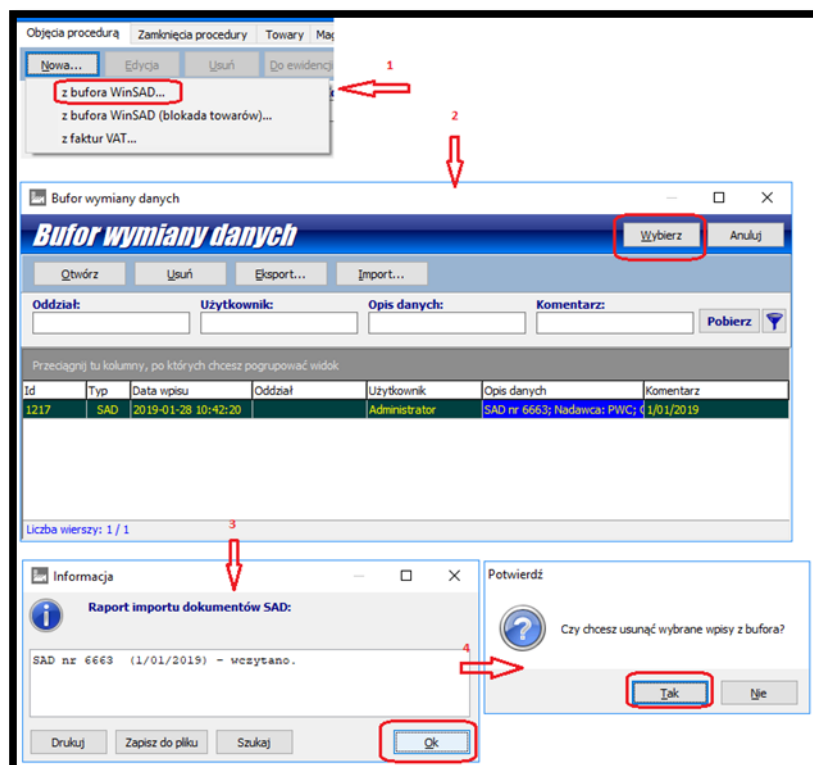 Objęcia procedurą Zamknięcia procedury Towary Mag
Nowa... Edycja Usuń Do ewidencji
1
z bufora WinSAD...
z bufora WinSAD (blokada towarów)...
z faktur VAT...
2
Bufor wymiany danych
Bufor wymiany danych Wybierz Anuluj
Otwórz Usuń Eksport... Import...
Oddział: Użytkownik: Opis danych: Komentarz:
Pobierz
Przeciągnij tu kolumny, po których chcesz pogrupować widok
Id Typ Data wpisu Oddział Użytkownik Opis danych Komentarz
1217 SAD 2019-01-28 10:42:20 Administrator SAD nr 6663; Nadawca: PWC; 1/01/2019
Liczba wierszy: 1 / 1
3
Informacja
Raport importu dokumentów SAD:
SAD nr 6663 (1/01/2019) - wczytano.
Drukuj Zapisz do pliku Szukaj Ok
4
Potwierdź
Czy chcesz usunąć wybrane wpisy z bufora?
Tak Nie